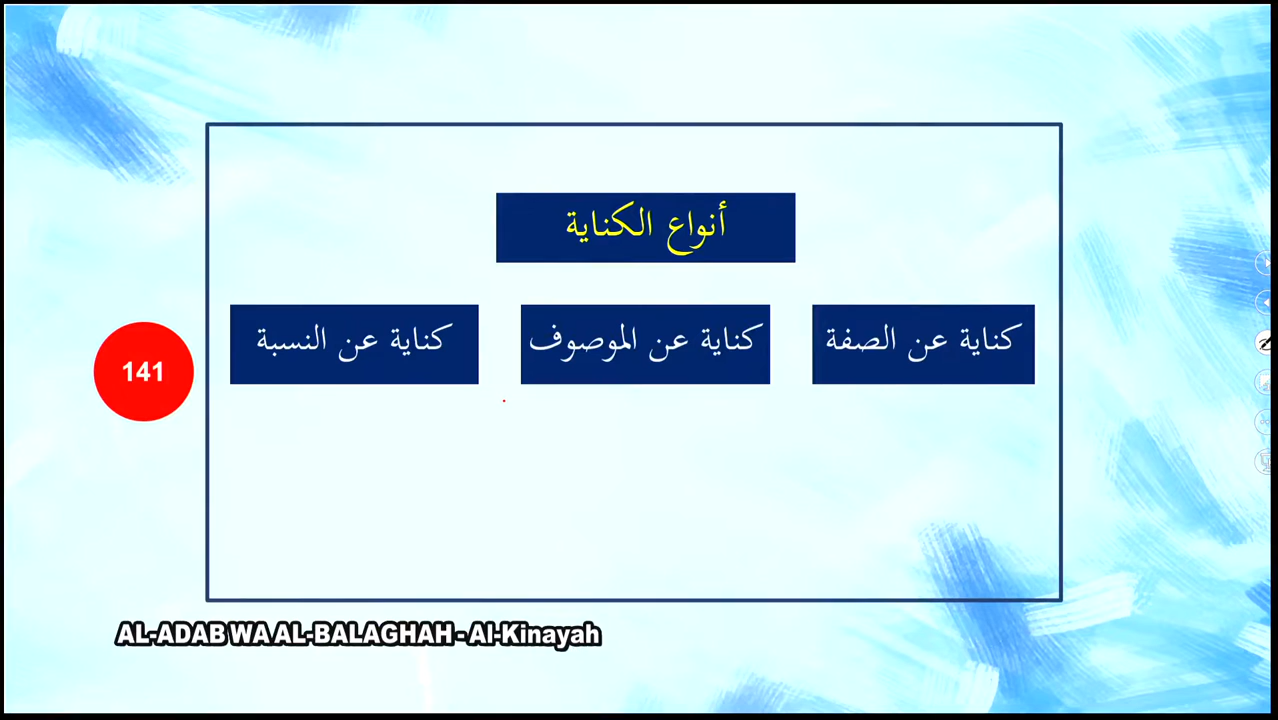 أنواع الكناية
كناية عن الصفة
كناية عن الموصوف
كناية عن النسبة
141
AL-ADAB WA AL-BALAGHAH - Al-Kinayah